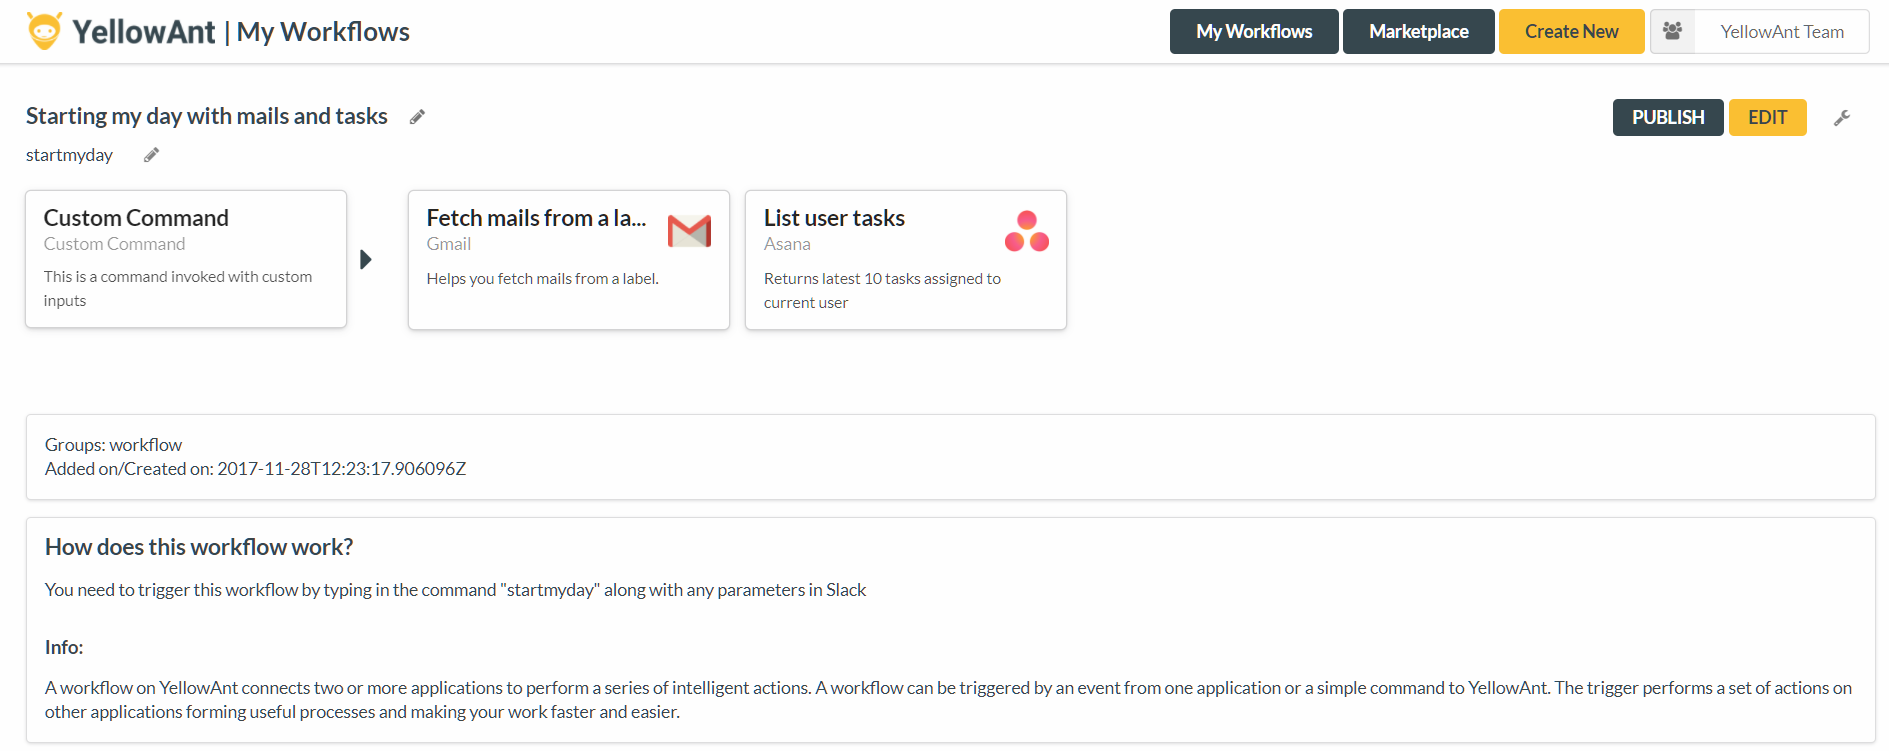 YellowAnt | My Workflows
My Workflows
Marketplace
Create New
YellowAnt Team
Starting my day with mails and tasks
PUBLISH
EDIT
startmyday
Custom Command
Custom Command
This is a command invoked with custom
inputs
Fetch mails from a la...
Gmail
Helps you fetch mails from a label.
List user tasks
Asana
Returns latest 10 tasks assigned to
current user
Groups: workflow
Added on/Created on: 2017-11-28T12:23:17.906096Z
How does this workflow work?
You need to trigger this workflow by typing in the command "startmyday" along with any parameters in Slack
Info:
A workflow on YellowAnt connects two or more applications to perform a series of intelligent actions. A workflow can be triggered by an event from one application or a simple command to YellowAnt. The trigger performs a set of actions on
other applications forming useful processes and making your work faster and easier.